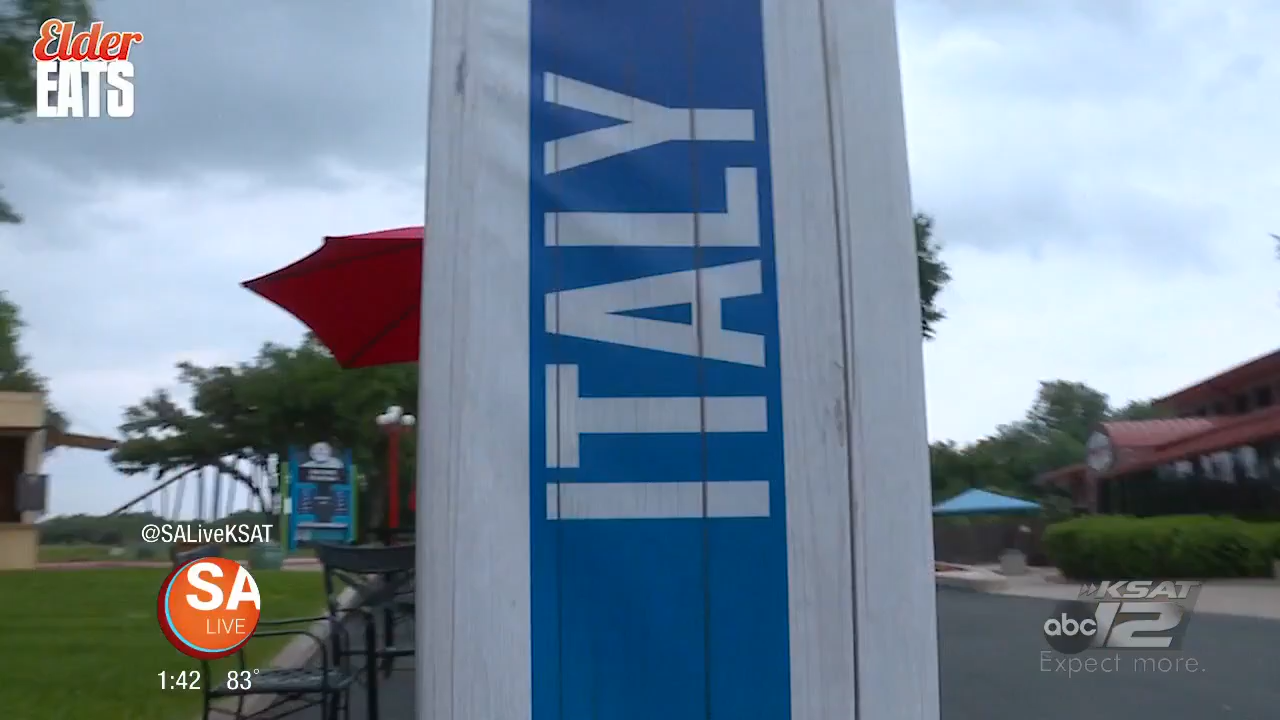 Elder
EATS
ITALY
@SALiveKSAT
SA
LIVE
1:42 83°
KSAT
abc 12
Expect more.